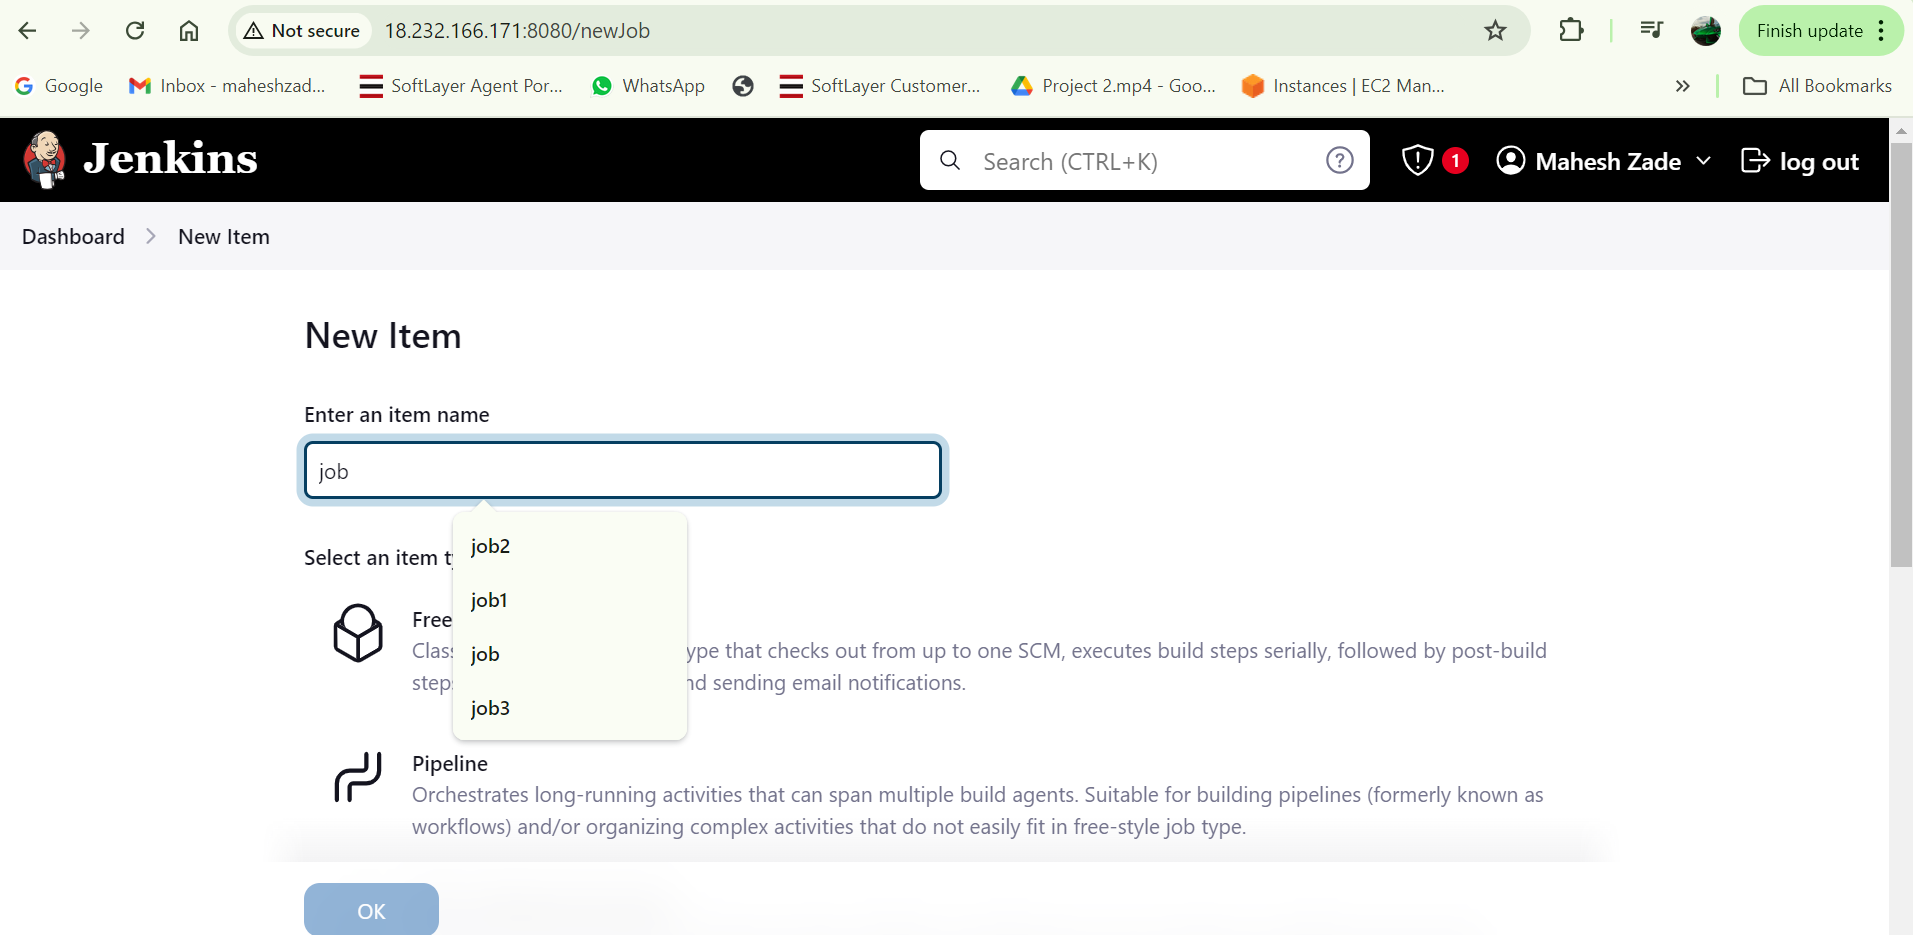 Not secure 18.232.166.171:8080/newJob Finish update
Google Inbox - maheshzad... SoftLayer Agent Por... WhatsApp SoftLayer Customer... Project 2.mp4 - Goo... Instances | EC2 Man... » All Bookmarks
Jenkins Search (CTRL+K) ? 1 Mahesh Zade log out
Dashboard > New Item
New Item
Enter an item name
job
job2
Select an item t
job1
Free
Clas ype that checks out from up to one SCM, executes build steps serially, followed by post-build
job
step nd sending email notifications.
job3
Pipeline
Orchestrates long-running activities that can span multiple build agents. Suitable for building pipelines (formerly known as
workflows) and/or organizing complex activities that do not easily fit in free-style job type.
OK